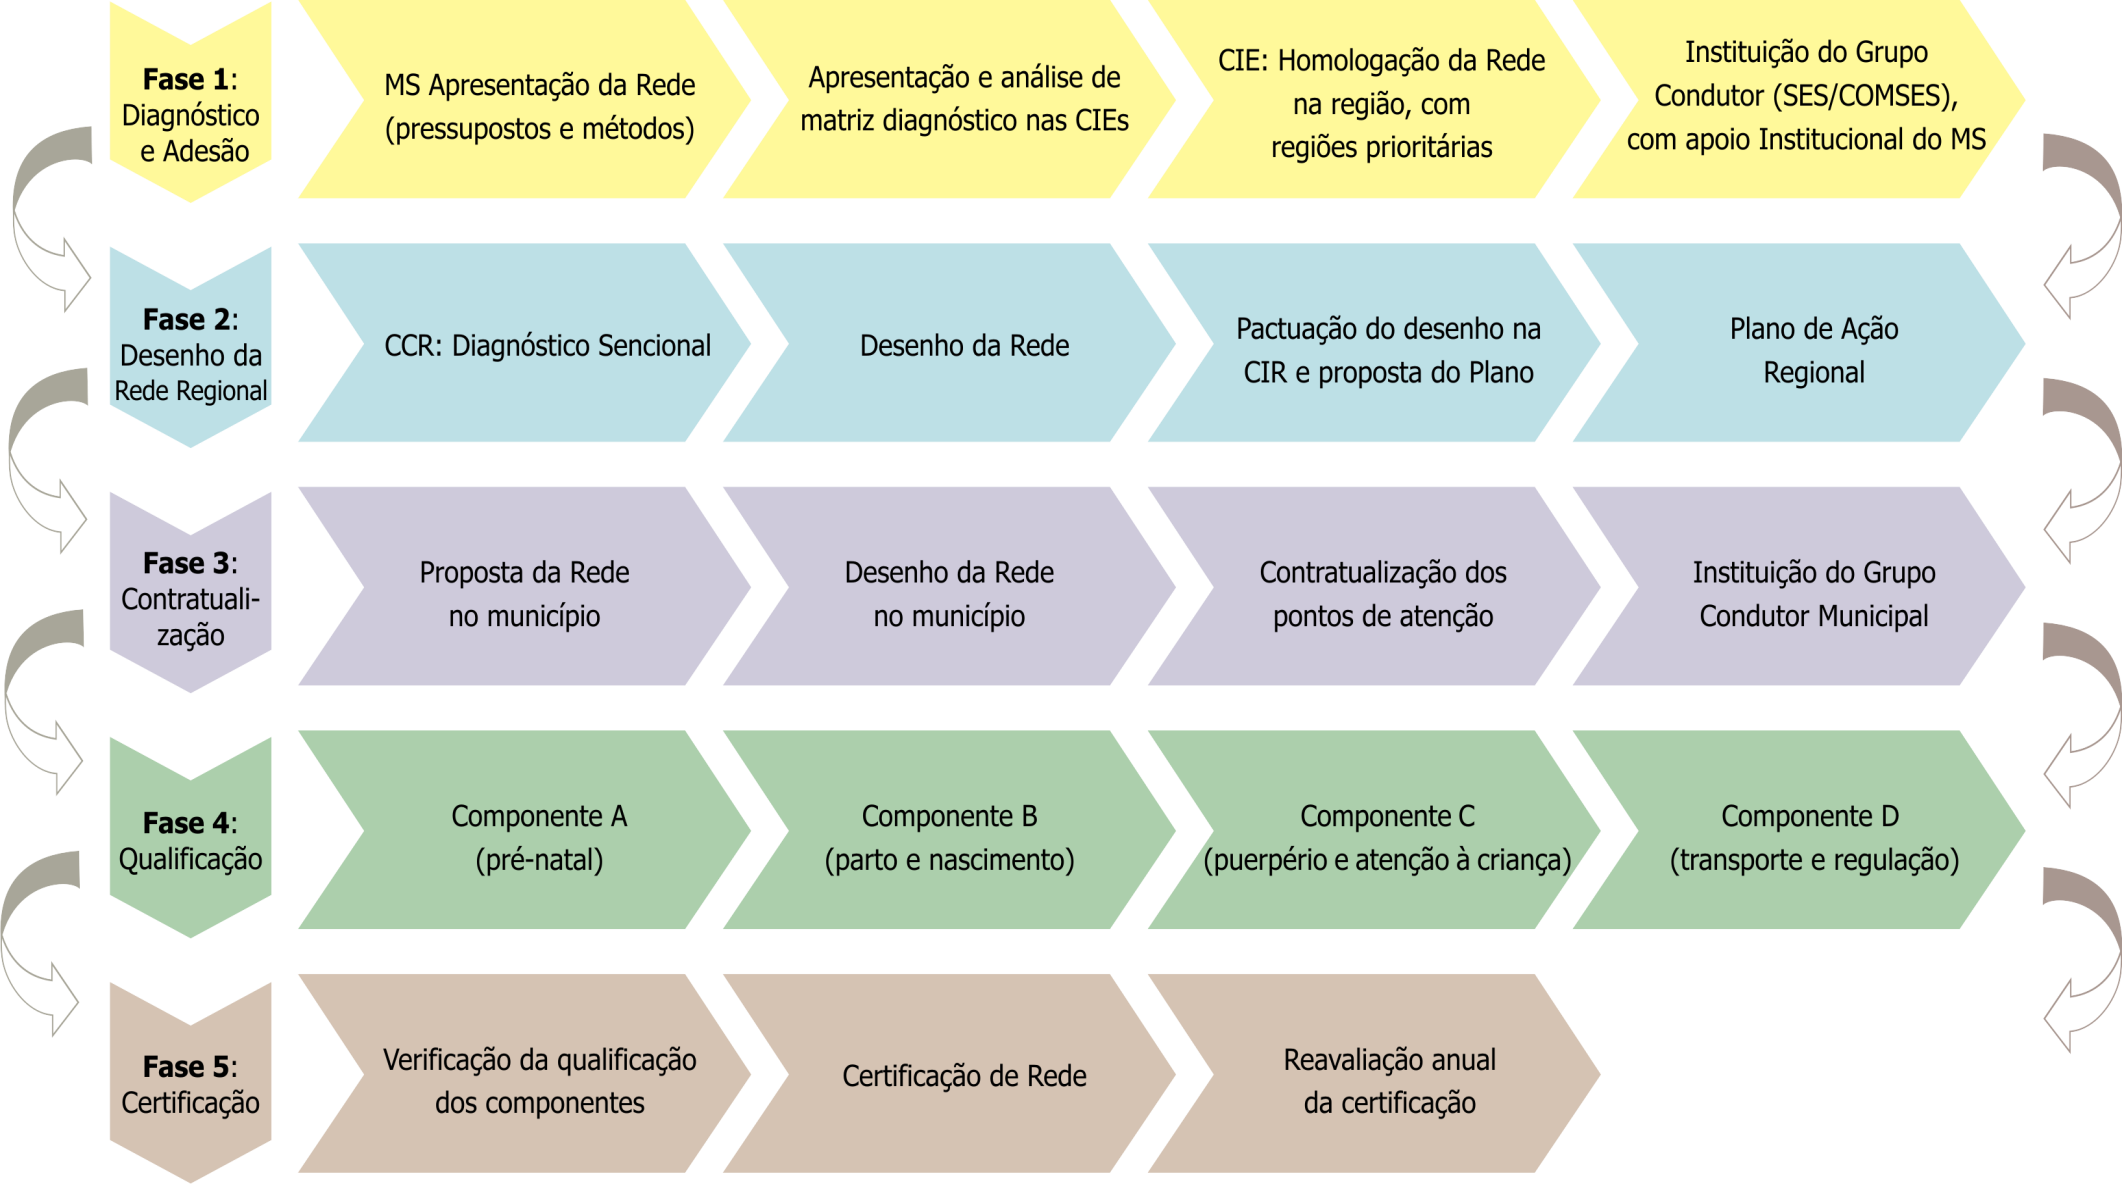 Fase 1:
Diagnóstico
e Adesão
MS Apresentação da Rede
(pressupostos e métodos)
Apresentação e análise de
matriz diagnóstico nas CIEs
CIE: Homologação da Rede
na região, com
regiões prioritárias
Instituição do Grupo
Condutor (SES/COMSES),
com apoio Institucional do MS
Fase 2:
Desenho da
Rede Regional
CCR: Diagnóstico Sencional
Desenho da Rede
Pactuação do desenho na
CIR e proposta do Plano
Plano de Ação
Regional
Fase 3:
Contratuali-
zação
Proposta da Rede
no município
Desenho da Rede
no município
Contratualização dos
pontos de atenção
Instituição do Grupo
Condutor Municipal
Fase 4:
Qualificação
Componente A
(pré-natal)
Componente B
(parto e nascimento)
Componente C
(puerpério e atenção à criança)
Componente D
(transporte e regulação)
Fase 5:
Certificação
Verificação da qualificação
dos componentes
Certificação de Rede
Reavaliação anual
da certificação